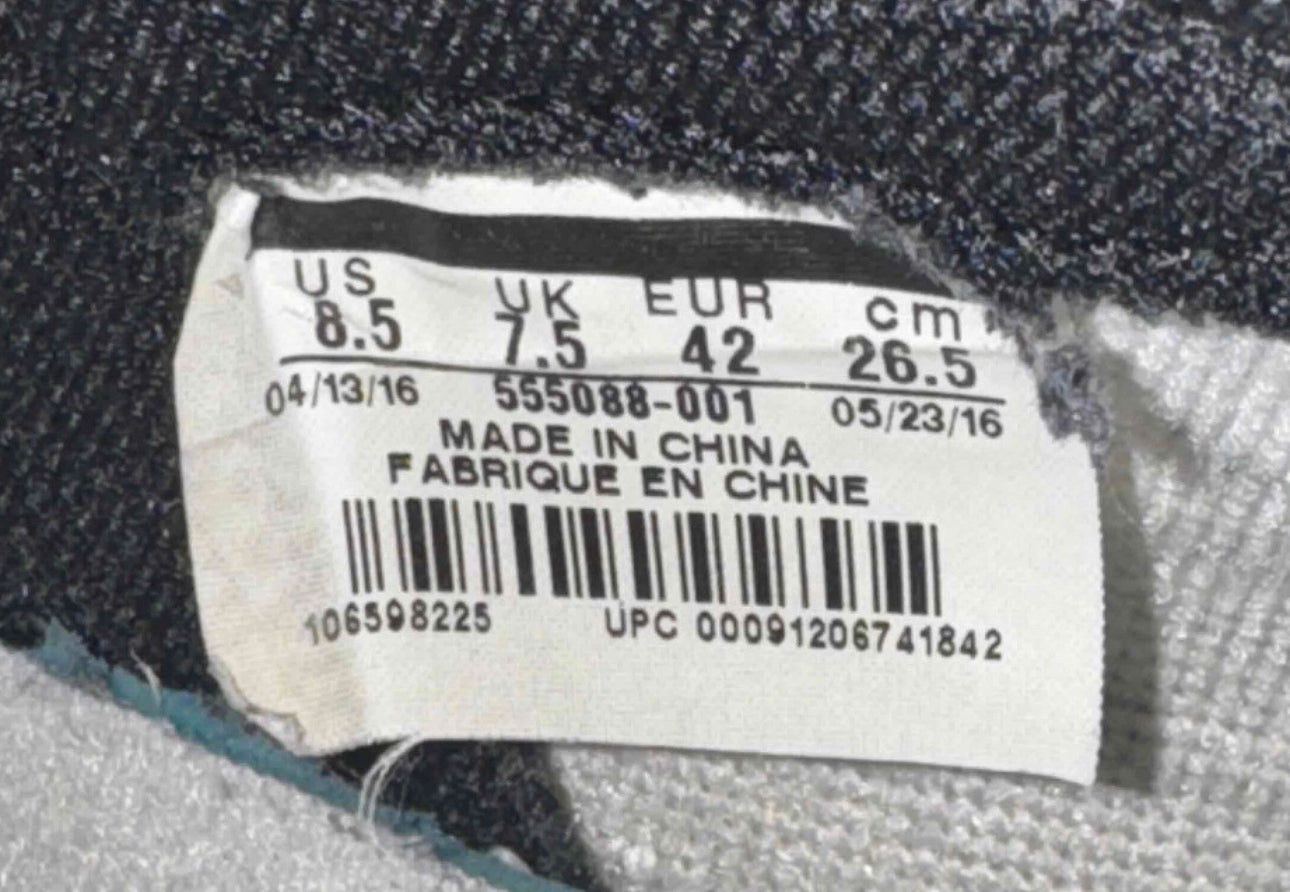 US UK EUR cm
8.5 7.5 42 26.5
04/13/16 555088-001 05/23/16
MADE IN CHINA
FABRIQUE EN CHINE
106598225 UPC 00091206741842